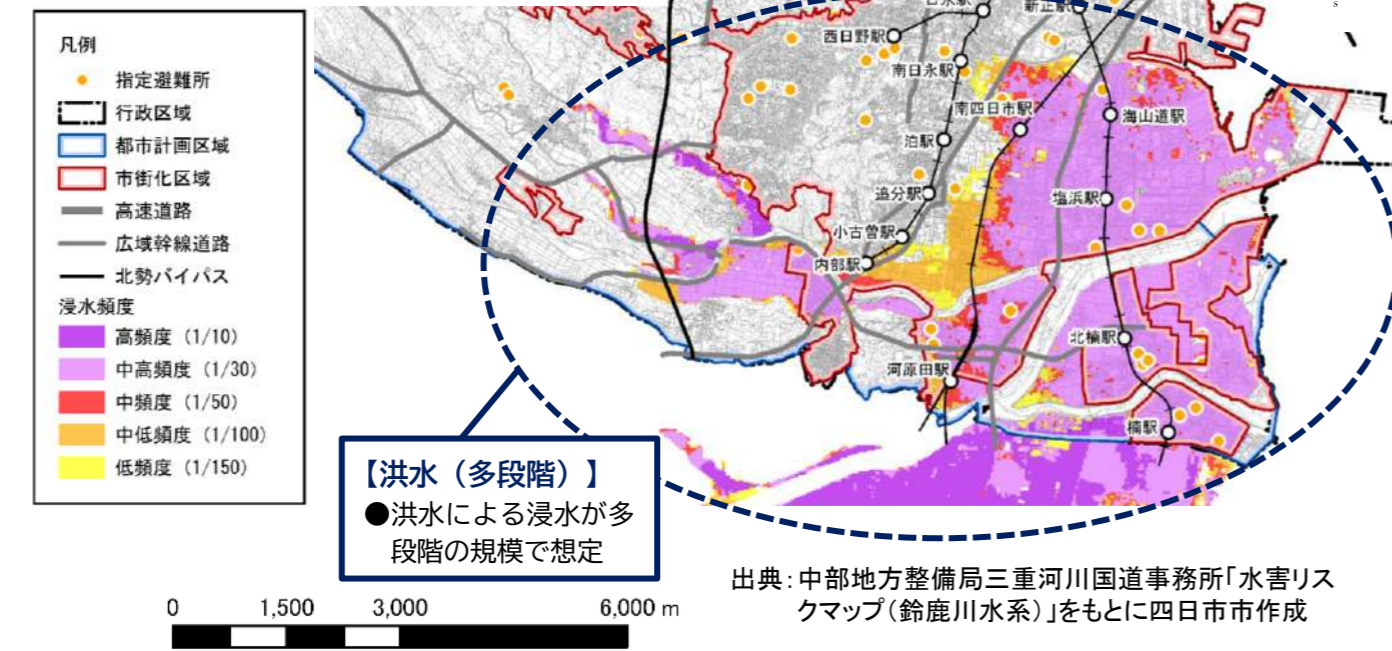 凡例
指定避難所
行政区域
都市計画区域
市街化区域
高速道路
広域幹線道路
北勢バイパス
浸水頻度
高頻度（1/10）
中高頻度（1/30）
中頻度（1/50）
中低頻度（1/100）
低頻度（1/150）
西日野駅
南日永駅
南四日市駅
海山道駅
泊駅
追分駅
塩浜駅
小古曽駅
内部駅
北楠駅
河原田駅
楠駅
【洪水（多段階）】
●洪水による浸水が多
段階の規模で想定
0 1,500 3,000 6,000 m
出典：中部地方整備局三重河川国道事務所「水害リス
クマップ（鈴鹿川水系）」をもとに四日市市作成